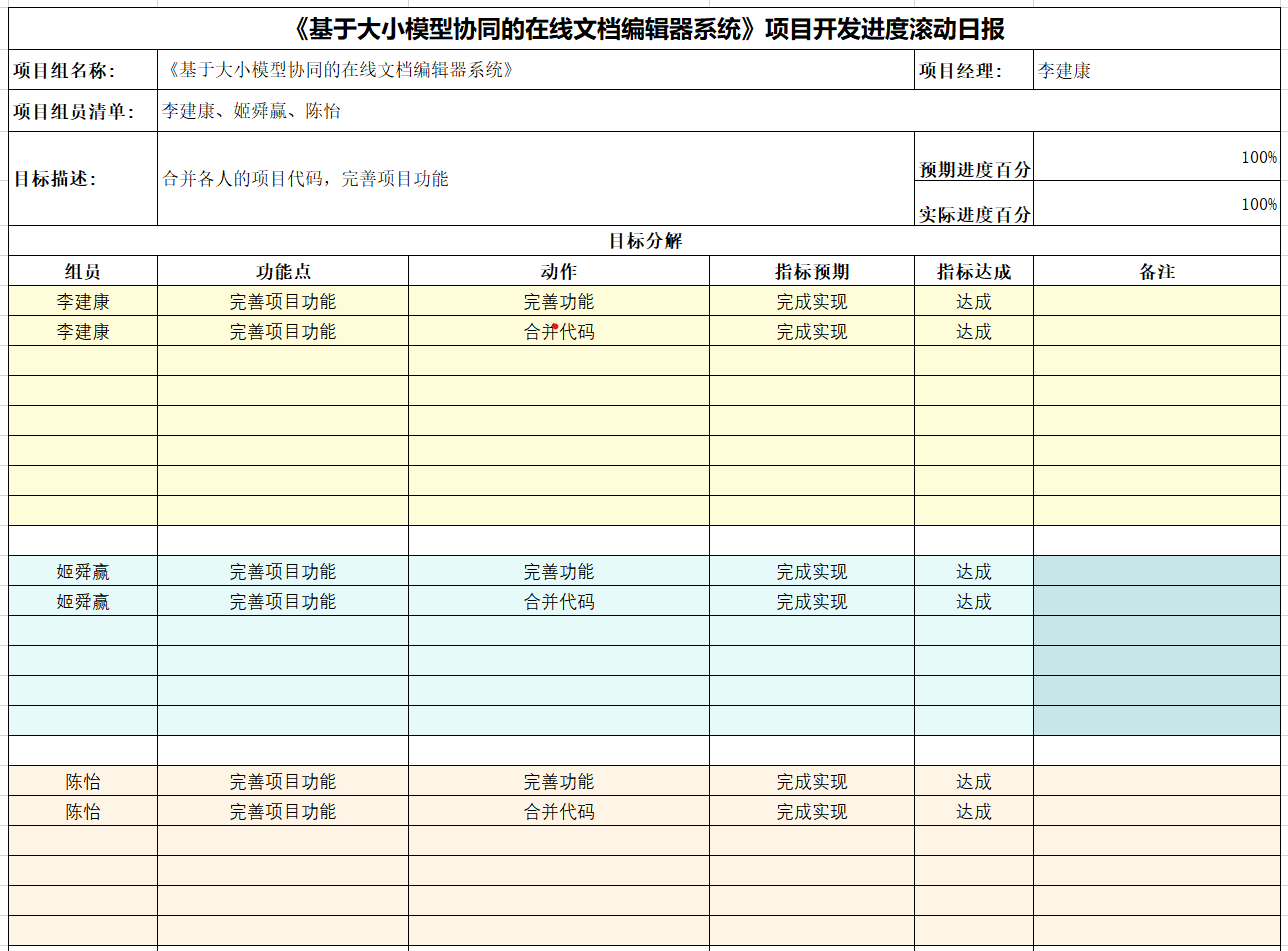 《基于大小模型协同的在线文档编辑器系统》项目开发进度滚动日报
项目组名称： 《基于大小模型协同的在线文档编辑器系统》 项目经理： 李建康
项目组员清单： 李建康、姬舜赢、陈怡
目标描述： 合并各人的项目代码，完善项目功能 预期进度百分 100%
实际进度百分 100%
目标分解
组员 功能点 动作 指标预期 指标达成 备注
李建康 完善项目功能 完善功能 完成实现 达成
李建康 完善项目功能 合并代码 完成实现 达成
姬舜赢 完善项目功能 完善功能 完成实现 达成
姬舜赢 完善项目功能 合并代码 完成实现 达成
陈怡 完善项目功能 完善功能 完成实现 达成
陈怡 完善项目功能 合并代码 完成实现 达成